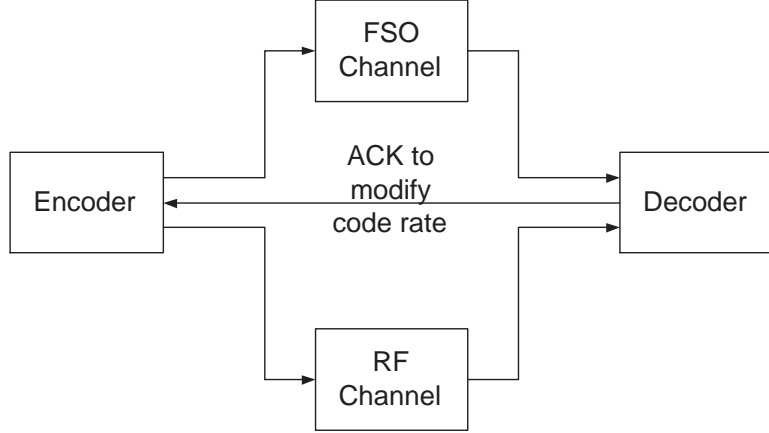 FSO
Channel
Encoder
ACK to
modify
code rate
Decoder
RF
Channel